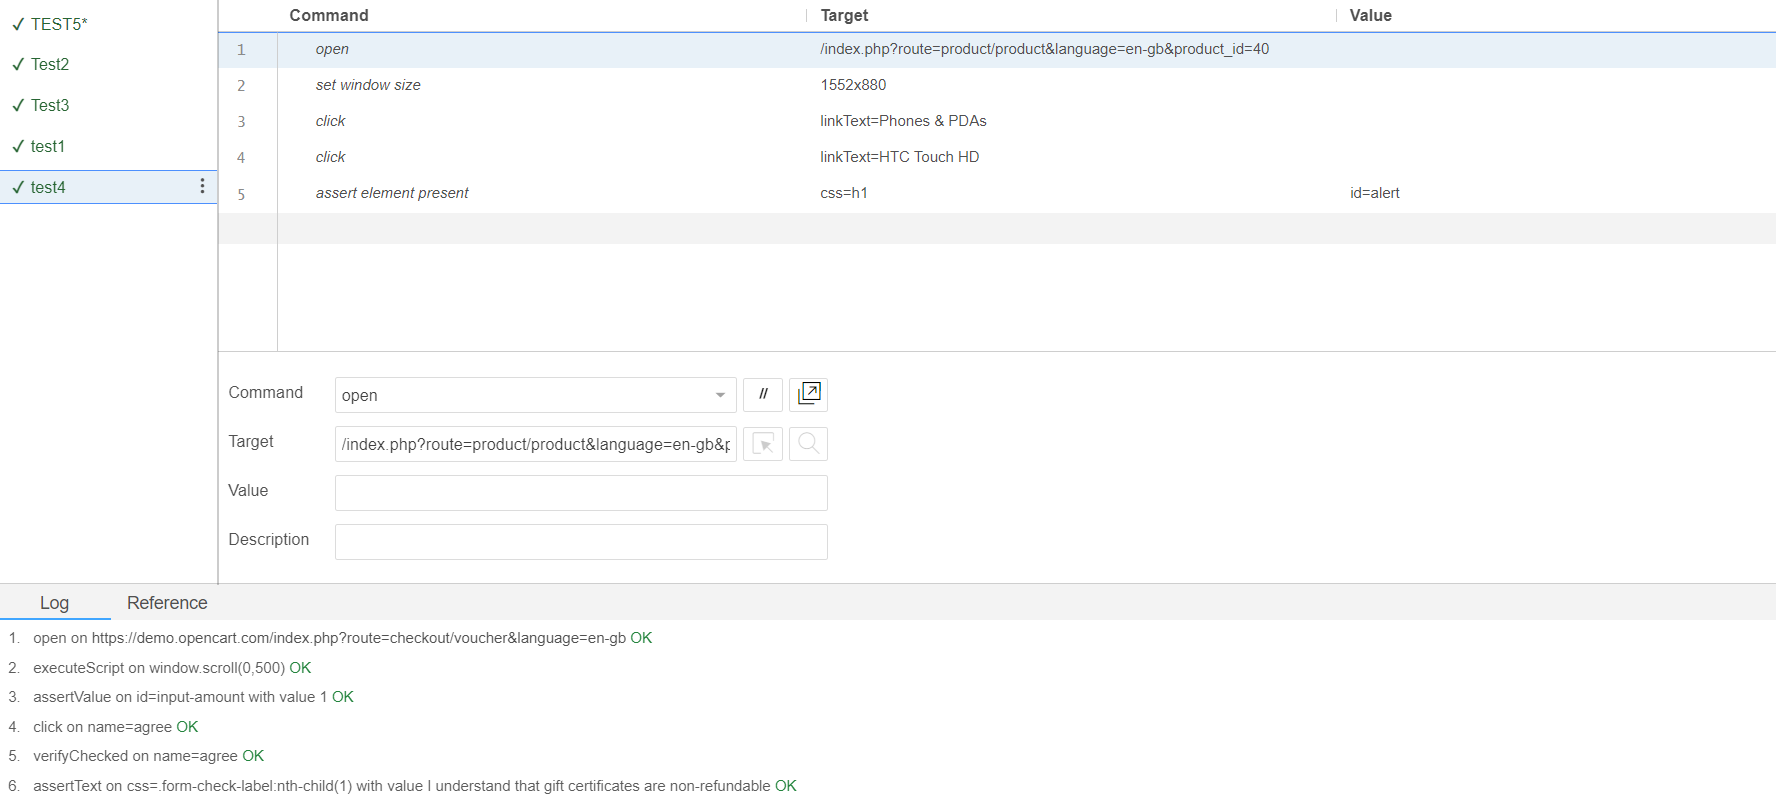 ✓ TEST5*
✓ Test2
✓ Test3
✓ test1
✓ test4
Command Target Value
1 open /index.php?route=product/product&language=en-gb&product_id=40
2 set window size 1552x880
3 click linkText=Phones & PDAs
4 click linkText=HTC Touch HD
5 assert element present css=h1 id=alert
Command open //
Target /index.php?route=product/product&language=en-gb&p
Value
Description
Log Reference
1. open on https://demo.opencart.com/index.php?route=checkout/voucher&language=en-gb OK
2. executeScript on window.scroll(0,500) OK
3. assertValue on id=input-amount with value 1 OK
4. click on name=agree OK
5. verifyChecked on name=agree OK
6. assertText on css=.form-check-label:nth-child(1) with value I understand that gift certificates are non-refundable OK